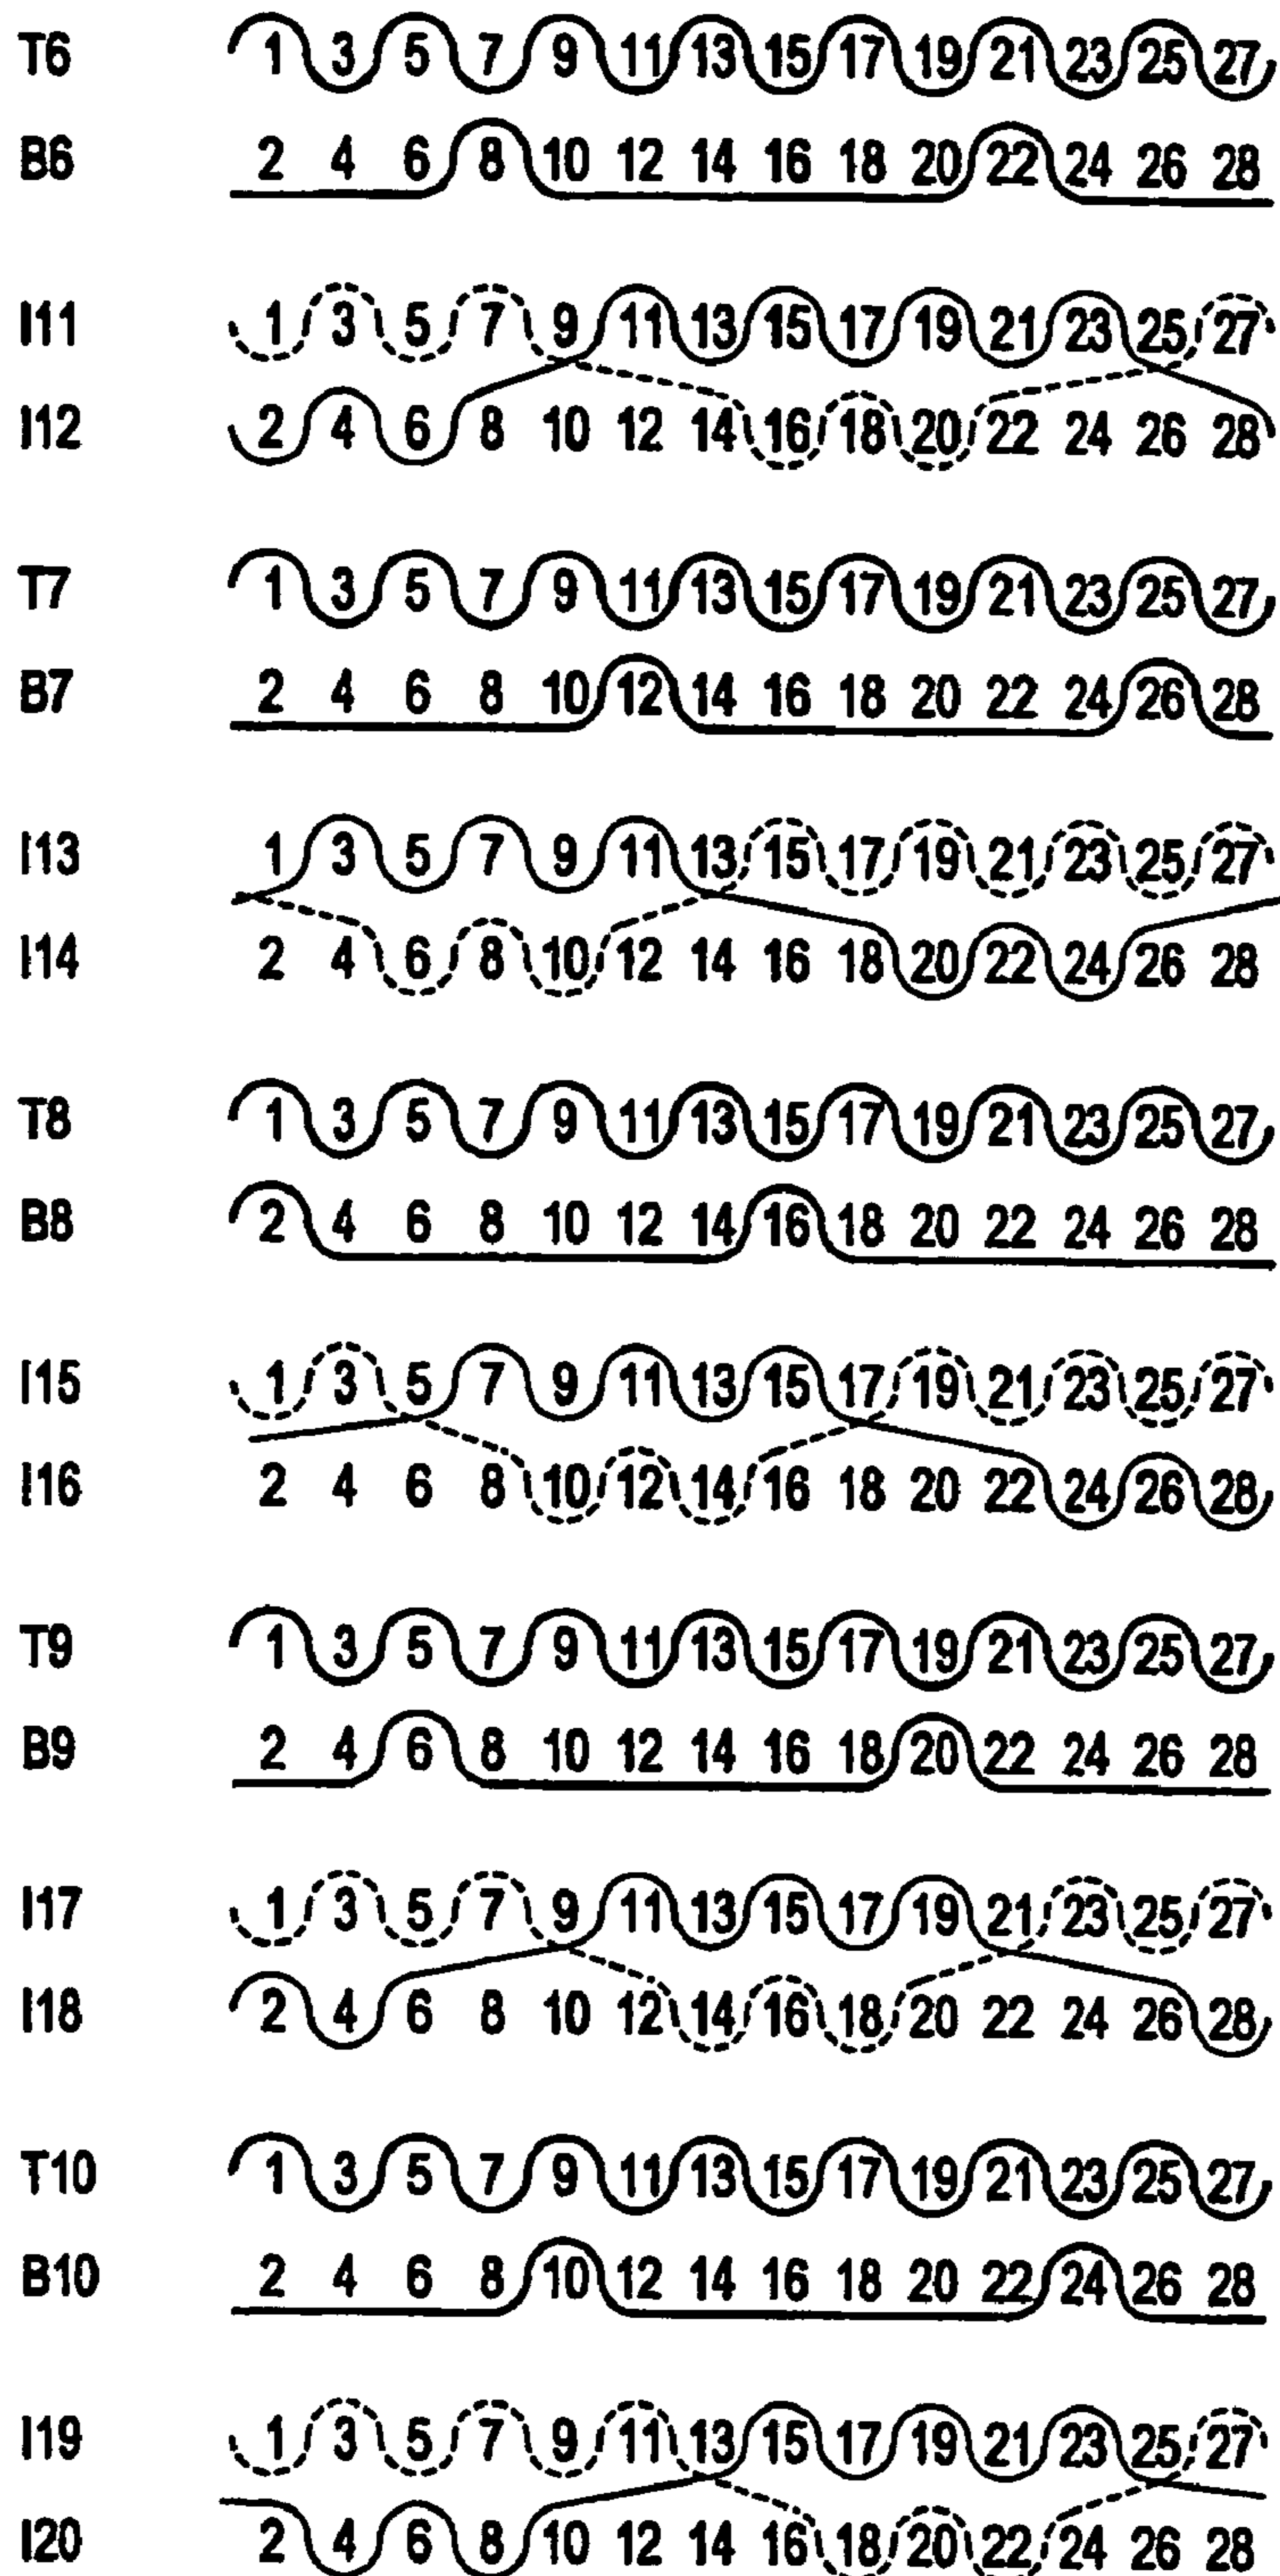 T6 1 3 5 7 9 11 13 15 17 19 21 23 25 27
B6 2 4 6 8 10 12 14 16 18 20 22 24 26 28
I11 1 3 5 7 9 11 13 15 17 19 21 23 25 27
I12 2 4 6 8 10 12 14 16 18 20 22 24 26 28
T7 1 3 5 7 9 11 13 15 17 19 21 23 25 27
B7 2 4 6 8 10 12 14 16 18 20 22 24 26 28
I13 1 3 5 7 9 11 13 15 17 19 21 23 25 27
I14 2 4 6 8 10 12 14 16 18 20 22 24 26 28
T8 1 3 5 7 9 11 13 15 17 19 21 23 25 27
B8 2 4 6 8 10 12 14 16 18 20 22 24 26 28
I15 1 3 5 7 9 11 13 15 17 19 21 23 25 27
I16 2 4 6 8 10 12 14 16 18 20 22 24 26 28
T9 1 3 5 7 9 11 13 15 17 19 21 23 25 27
B9 2 4 6 8 10 12 14 16 18 20 22 24 26 28
I17 1 3 5 7 9 11 13 15 17 19 21 23 25 27
I18 2 4 6 8 10 12 14 16 18 20 22 24 26 28
T10 1 3 5 7 9 11 13 15 17 19 21 23 25 27
B10 2 4 6 8 10 12 14 16 18 20 22 24 26 28
I19 1 3 5 7 9 11 13 15 17 19 21 23 25 27
I20 2 4 6 8 10 12 14 16 18 20 22 24 26 28